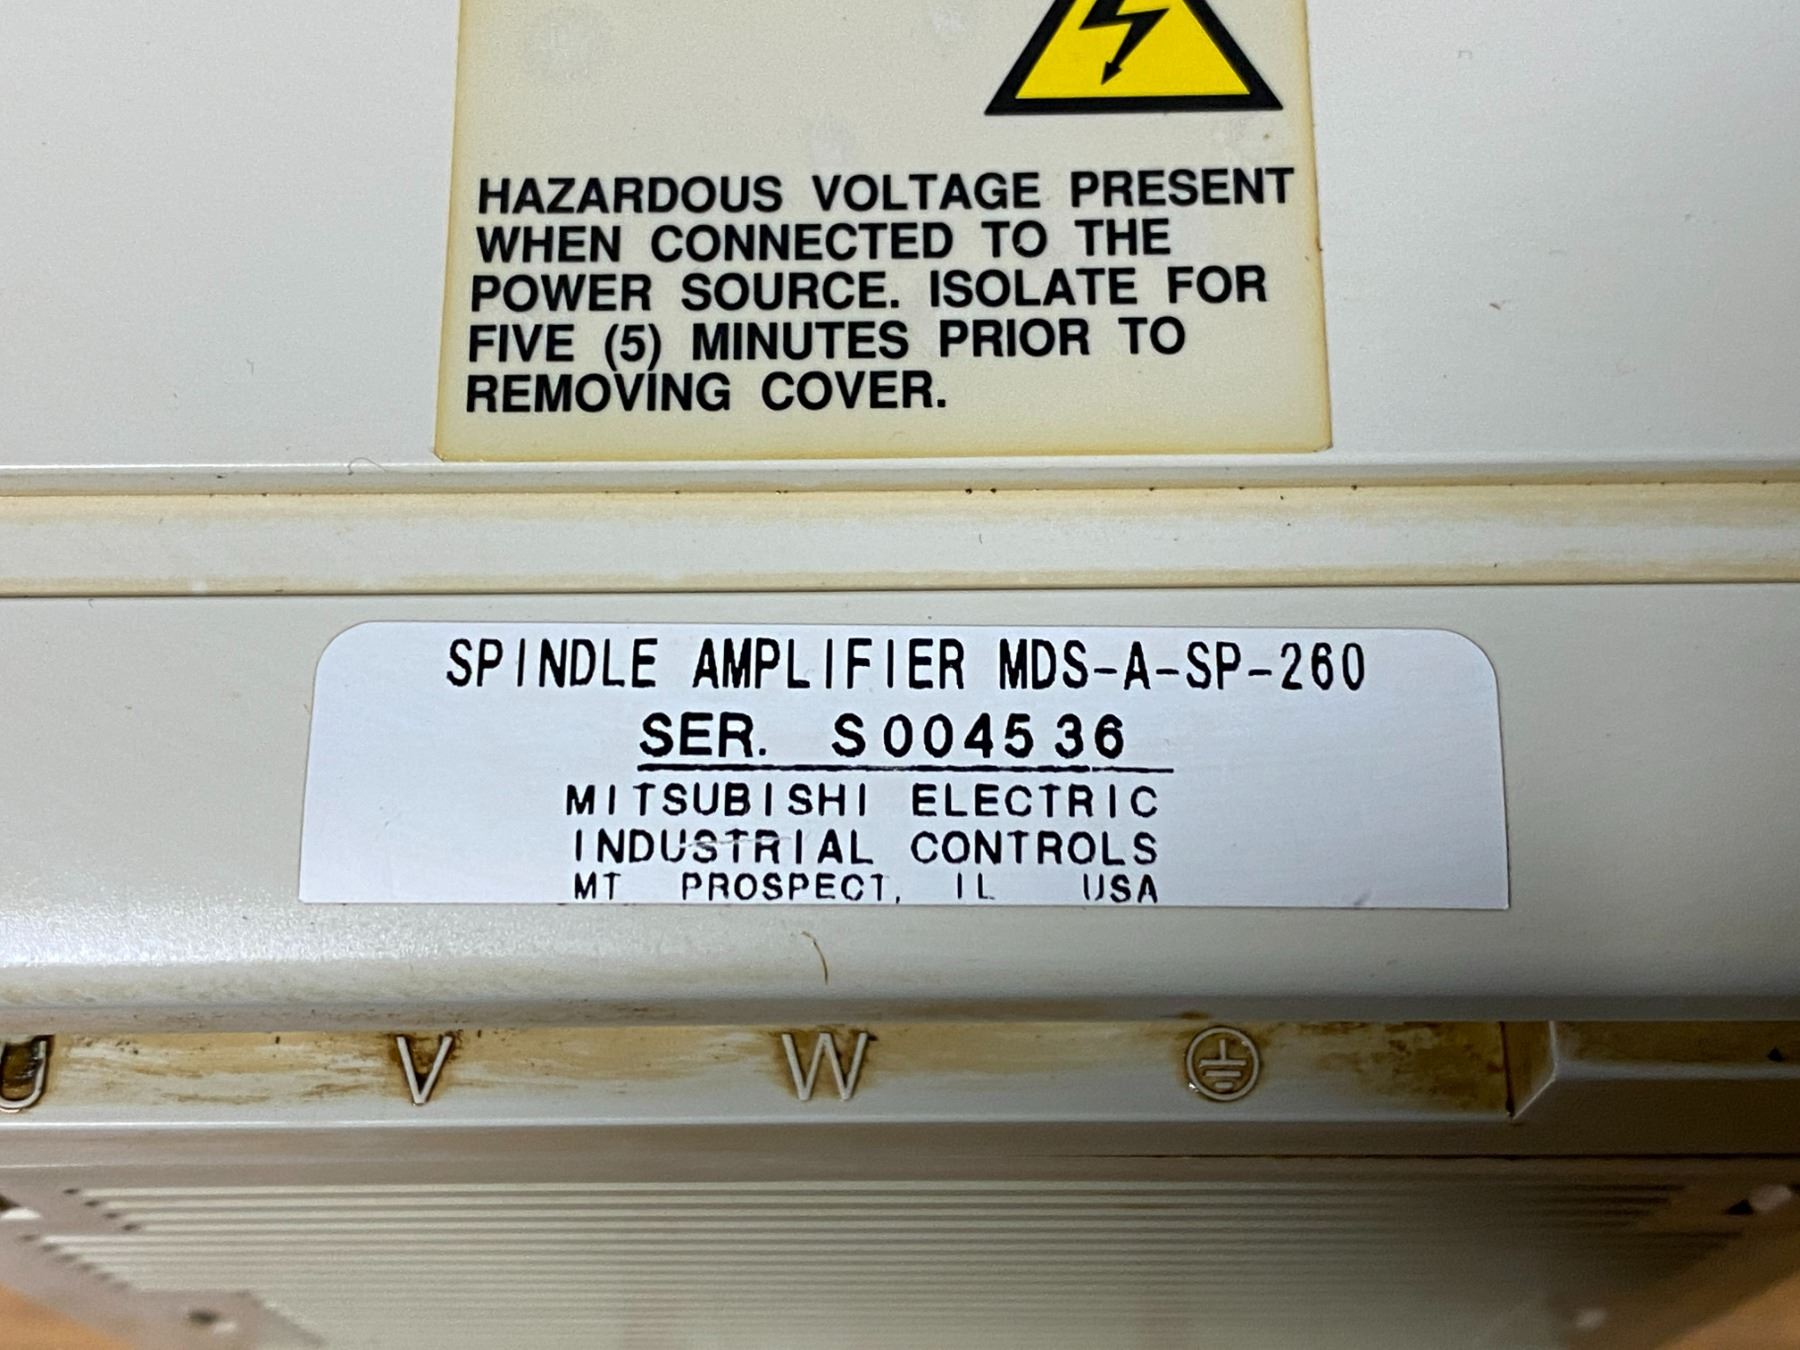 HAZARDOUS VOLTAGE PRESENT
WHEN CONNECTED TO THE
POWER SOURCE. ISOLATE FOR
FIVE (5) MINUTES PRIOR TO
REMOVING COVER.
SPINDLE AMPLIFIER MDS-A-SP-260
SER. S004536
MITSUBISHI ELECTRIC
INDUSTRIAL CONTROLS
MT PROSPECT, IL USA
U V W